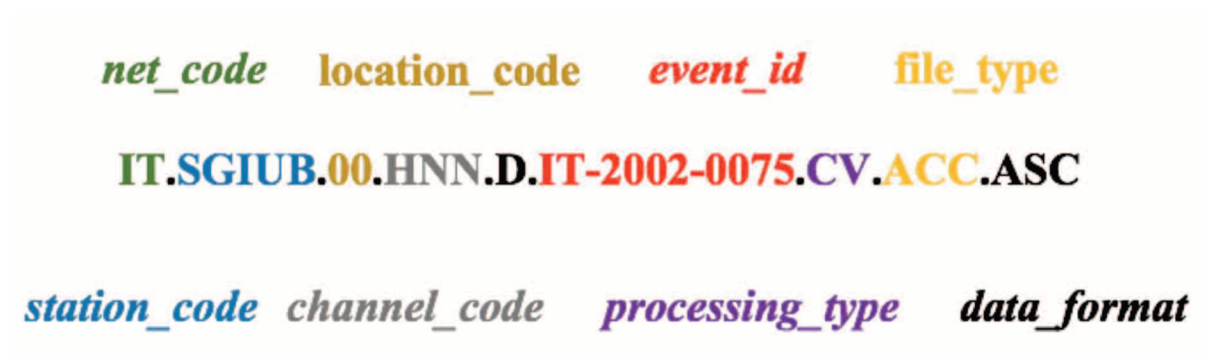 net_code location_code event_id file_type
IT.SGIUB.00.HNN.D.IT-2002-0075.CV.ACC.ASC
station_code channel_code processing_type data_format